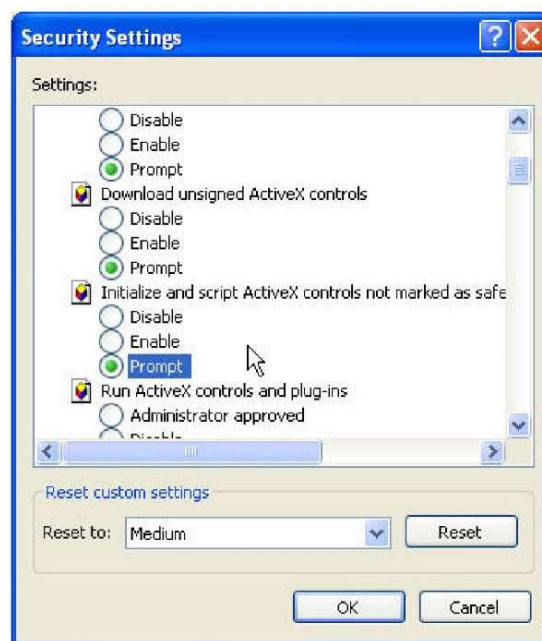 Security Settings
Settings:
Disable
Enable
Prompt
Download unsigned ActiveX controls
Disable
Enable
Prompt
Initialize and script ActiveX controls not marked as safe
Disable
Enable
Prompt
Run ActiveX controls and plug-ins
Administrator approved
Disable
Reset custom settings
Reset to: Medium Reset
OK Cancel